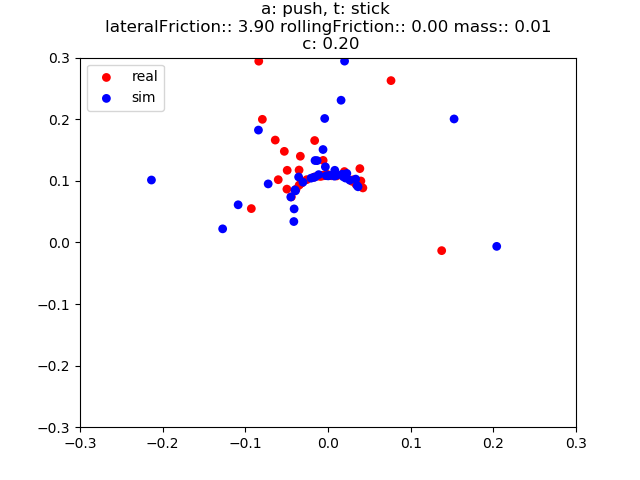 a: push, t: stick
lateralFriction:: 3.90 rollingFriction:: 0.00 mass:: 0.01
c: 0.20
real
sim
0.3
0.2
0.1
0.0
−0.1
−0.2
−0.3
−0.3 −0.2 −0.1 0.0 0.1 0.2 0.3